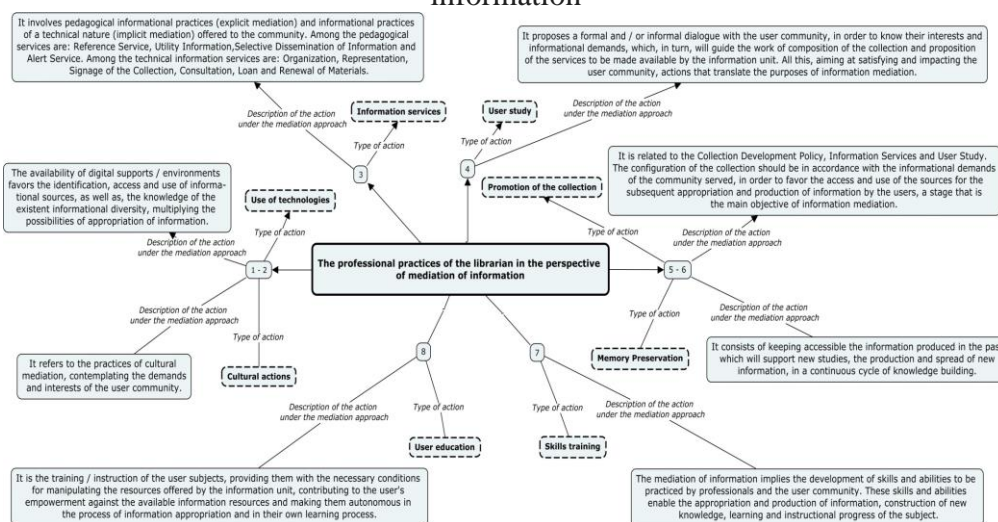 Information
It involves pedagogical informational practices (explicit mediation) and informational practices
of a technical nature (implicit mediation) offered to the community. Among the pedagogical
services are: Reference Service, Utility Information,Selective Dissemination of Information and
Alert Service. Among the technical information services are: Organization, Representation,
Signage of the Collection, Consultation, Loan and Renewal of Materials.
It proposes a formal and / or informal dialogue with the user community, in order to know their interests and
informational demands, which, in turn, will guide the work of composition of the collection and proposition
of the services to be made available by the information unit. All this, aiming at satisfying and impacting the
user community, actions that translate the purposes of information mediation.
Description of the action
under the mediation approach
Information services
Type of action
3
User study
Type of action
4
Description of the action
under the mediation approach
The availability of digital supports / environments
favors the identification, access and use of informa-
tional sources, as well as, the knowledge of the
existent informational diversity, multiplying the
possibilities of appropriation of information.
Use of technologies
Type of action
Description of the action
under the mediation approach
1 - 2
Promotion of the collection
It is related to the Collection Development Policy, Information Services and User Study.
The configuration of the collection should be in accordance with the informational demands
of the community served, in order to favor the access and use of the sources for the
subsequent appropriation and production of information by the users, a stage that is
the main objective of information mediation.
Type of action
Description of the action
under the mediation approach
The professional practices of the librarian in the perspective
of mediation of information
5 - 6
Description of the action
under the mediation approach
Type of action
It refers to the practices of cultural
mediation, contemplating the demands
and interests of the user community.
Cultural actions
Type of action
Description of the action
under the mediation approach
Memory Preservation
It consists of keeping accessible the information produced in the past
which will support new studies, the production and spread of new
information, in a continuous cycle of knowledge building.
8
Description of the action
under the mediation approach
Type of action
User education
7
Type of action
Description of the action
under the mediation approach
Skills training
It is the training / instruction of the user subjects, providing them with the necessary conditions
for manipulating the resources offered by the information unit, contributing to the user's
empowerment against the available information resources and making them autonomous in
the process of information appropriation and in their own learning process.
The mediation of information implies the development of skills and abilities to be
practiced by professionals and the user community. These skills and abilities
enable the appropriation and production of information, construction of new
knowledge, learning and instructional progress of the subject.